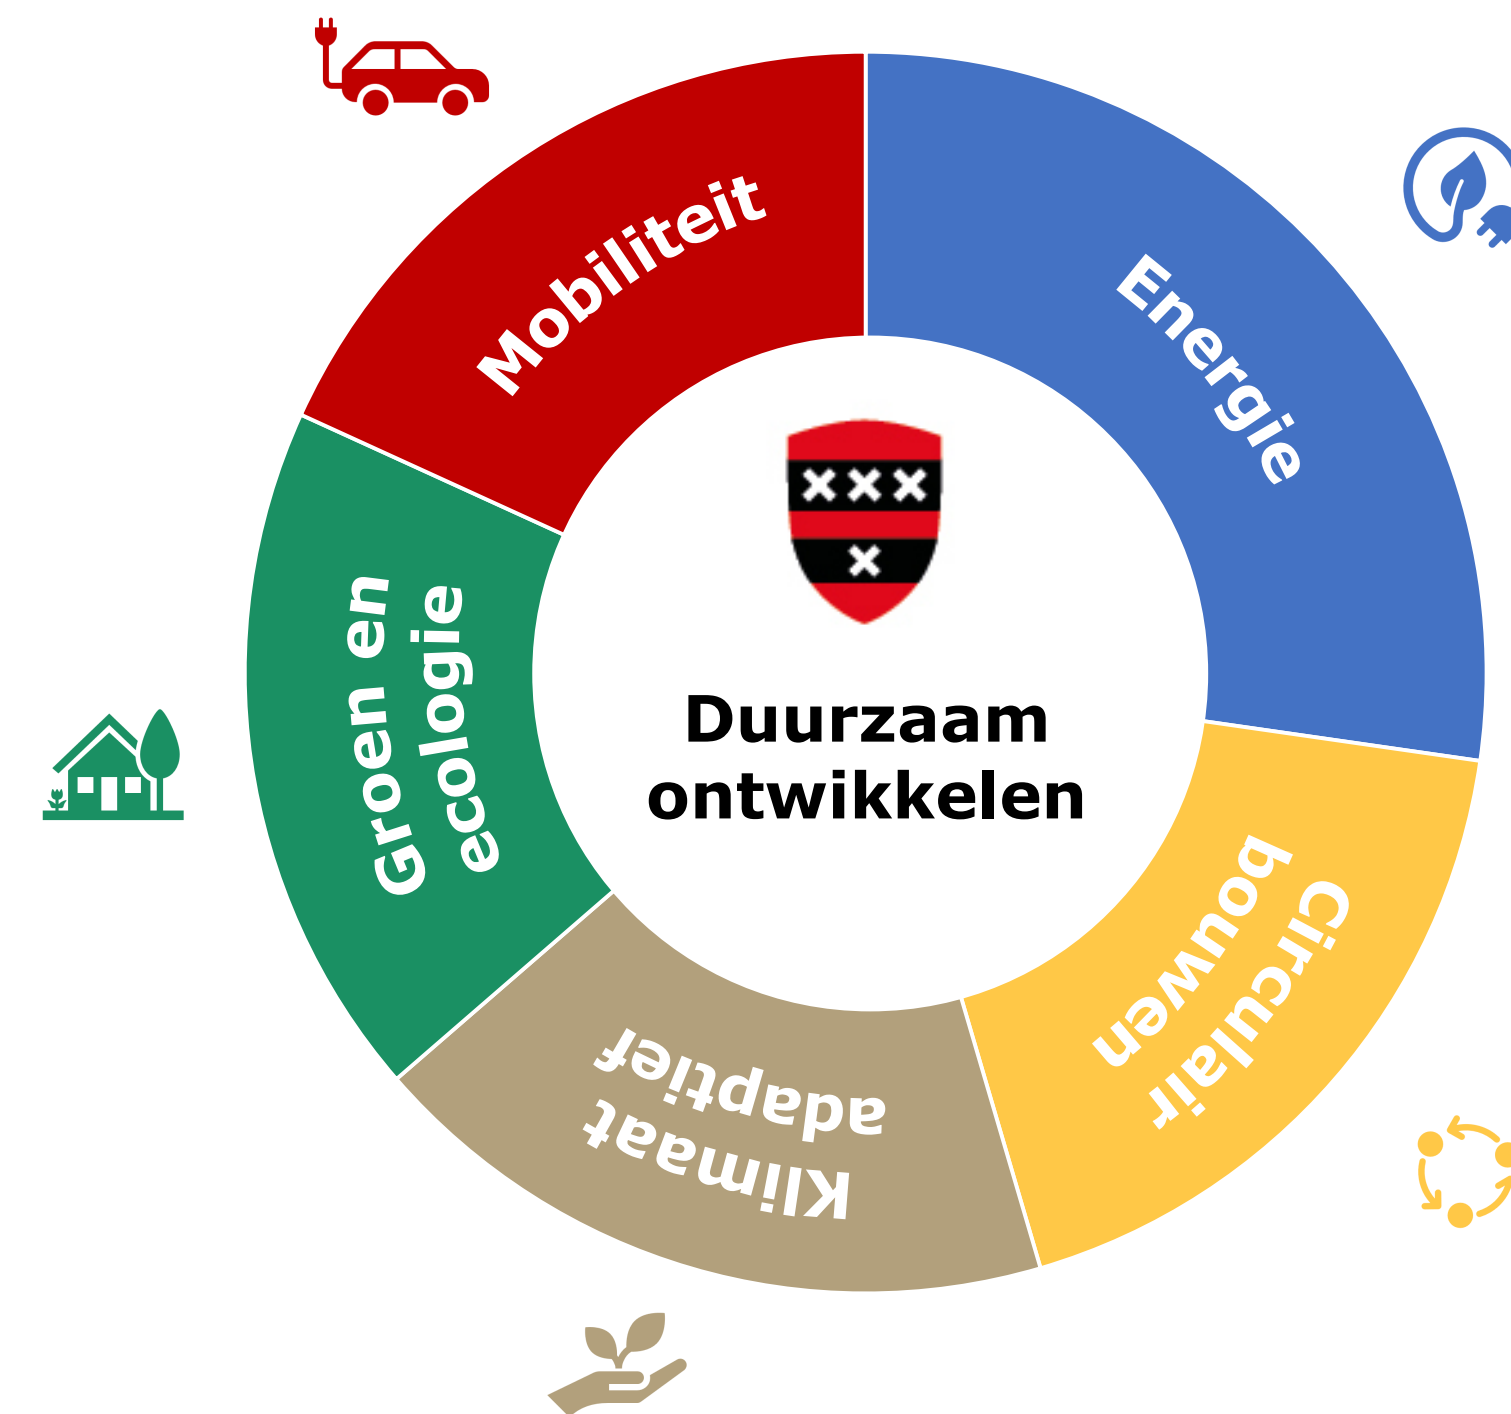 Mobiliteit
Energie
Groen en
ecologie
Duurzaam
ontwikkelen
Circulair
bouwen
Klimaat
adaptief